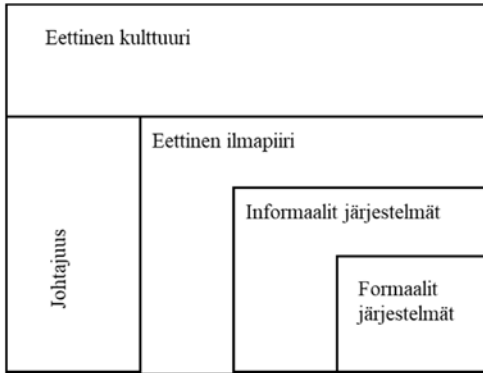 Eettinen kulttuuri
Eettinen ilmapiiri
Johtajuus
Informaalit järjestelmät
Formaalit
järjestelmät